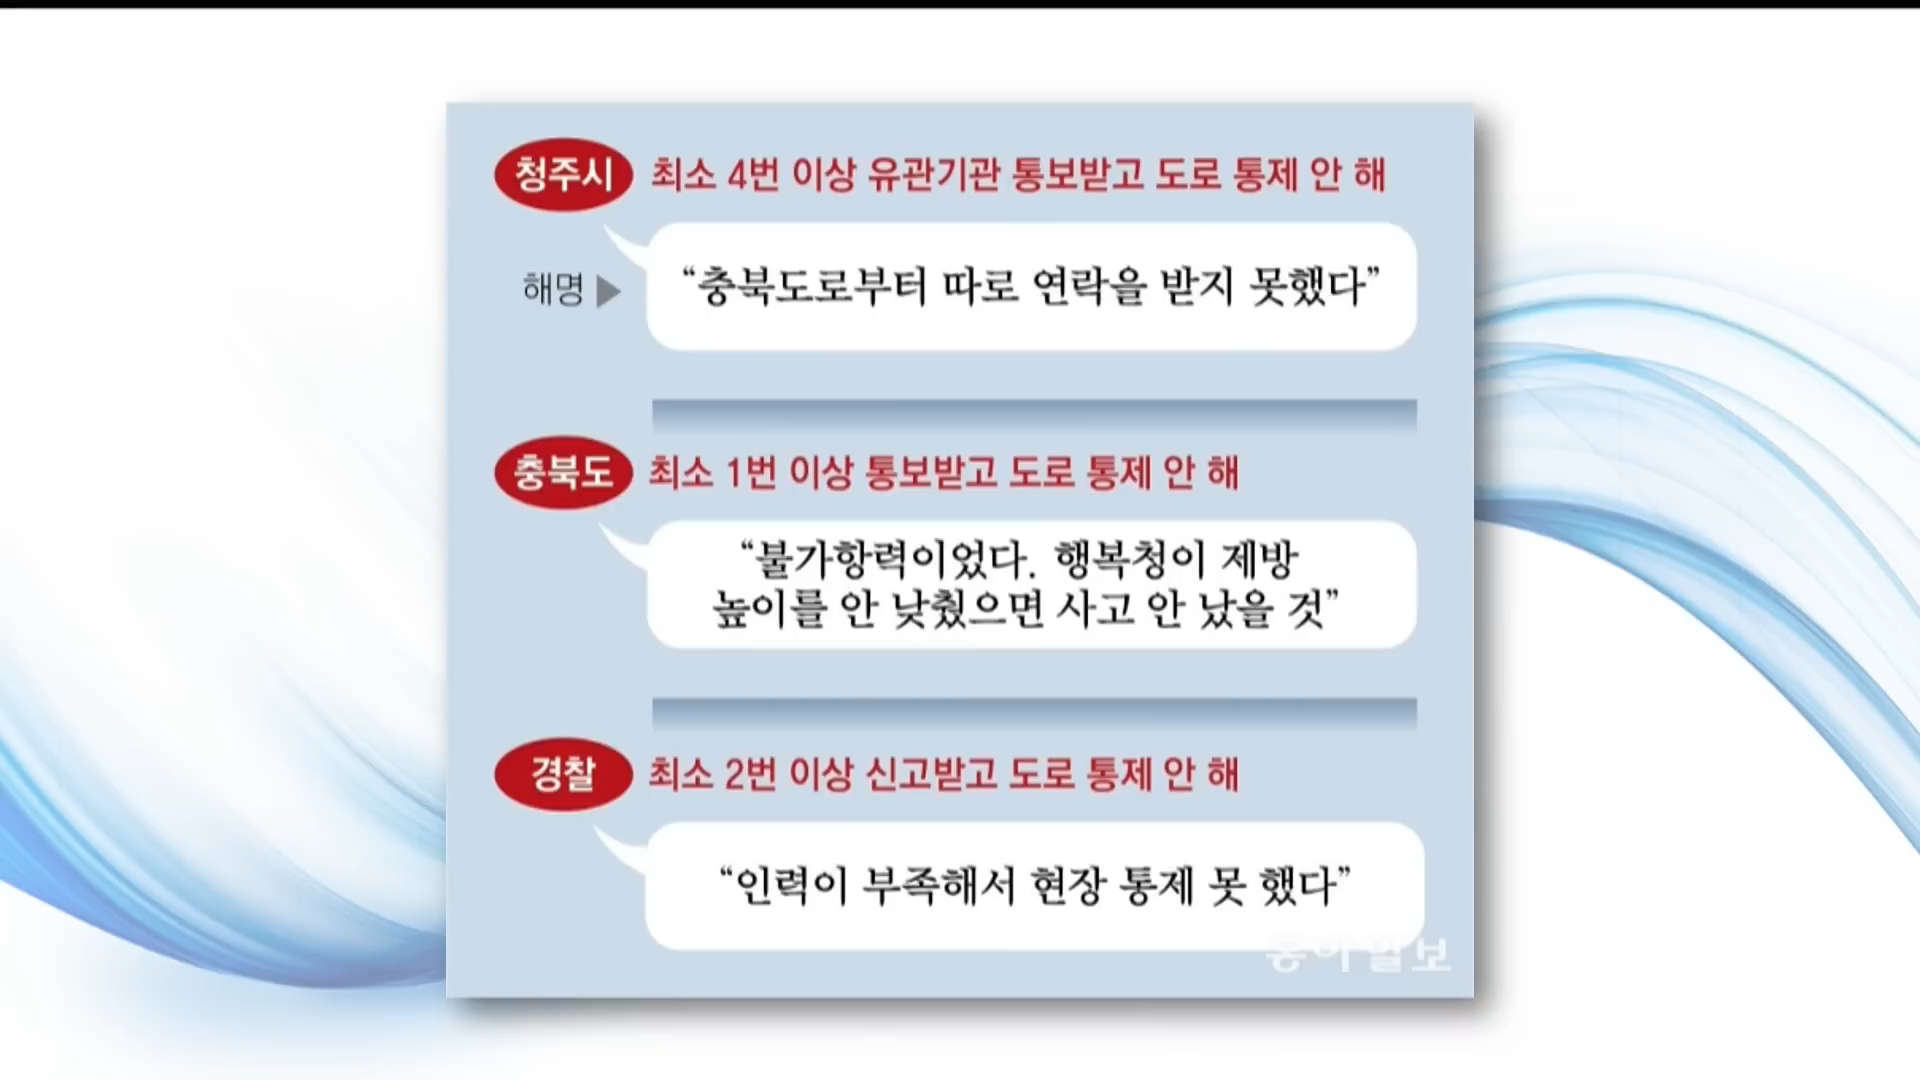 청주시 최소 4번 이상 유관기관 통보받고 도로 통제 안 해
해명 ▶ “충북도로부터 따로 연락을 받지 못했다”
충북도 최소 1번 이상 통보받고 도로 통제 안 해
“불가항력이었다. 행복청이 제방
높이를 안 낮췄으면 사고 안 났을 것”
경찰 최소 2번 이상 신고받고 도로 통제 안 해
“인력이 부족해서 현장 통제 못 했다”
동아일보